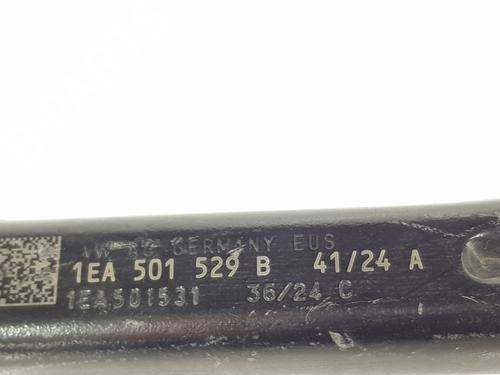 VW AG GERMANY EUS
1EA 501 529 B 41/24 A
1EA501531 36/24 C